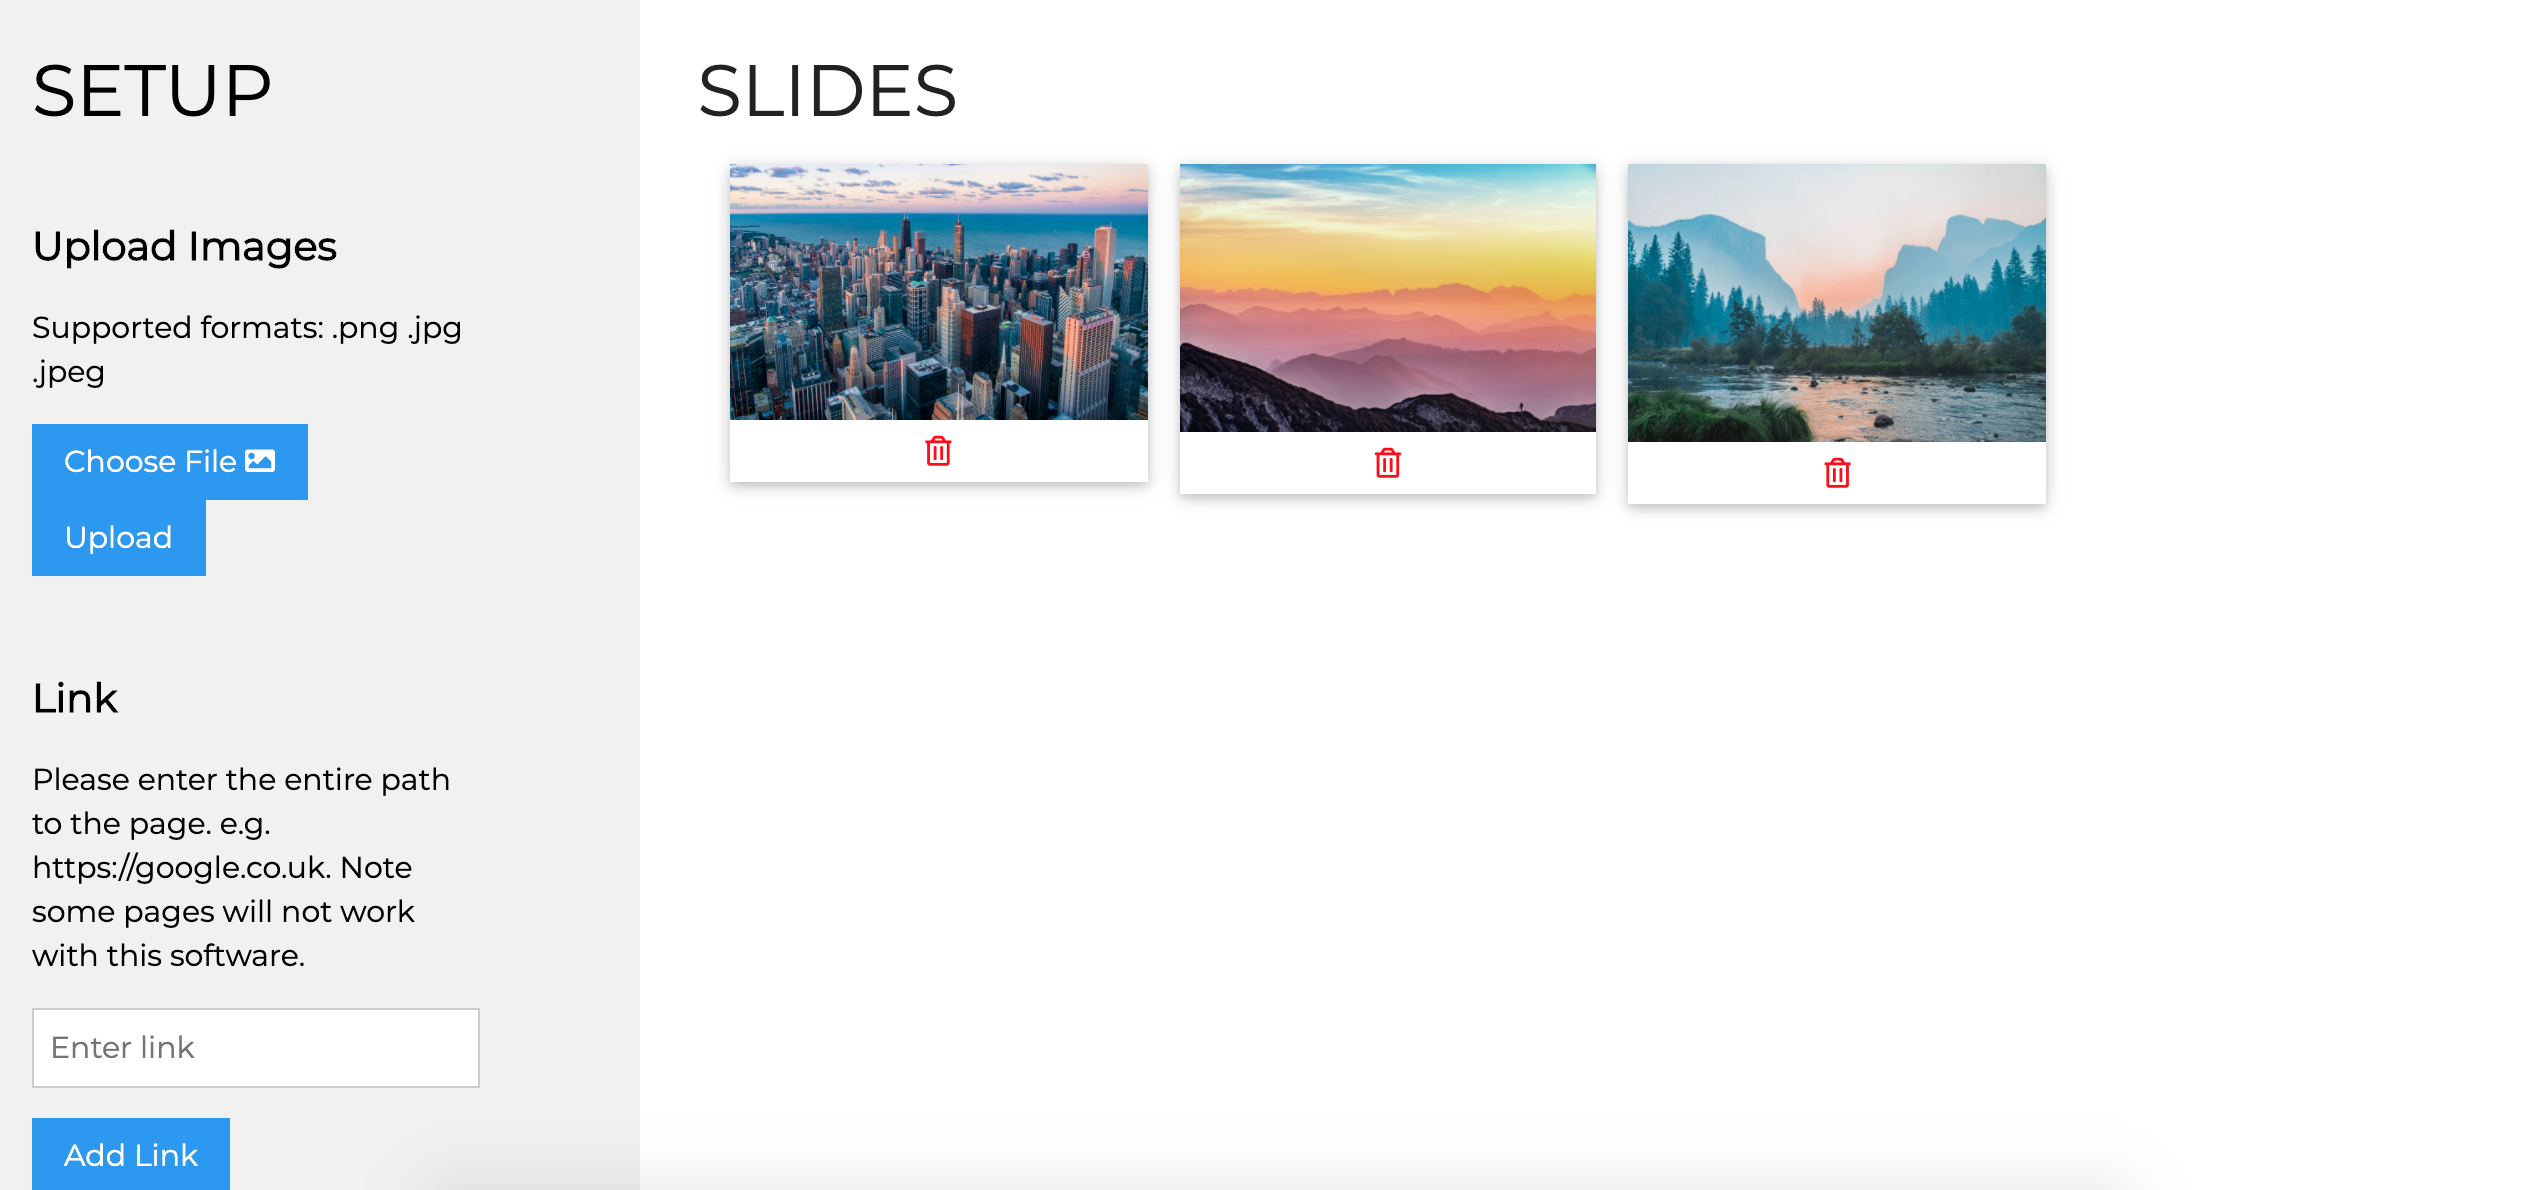 SETUP
Upload Images
Supported formats: .png .jpg
.jpeg
Choose File
Upload
Link
Please enter the entire path
to the page. e.g.
https://google.co.uk. Note
some pages will not work
with this software.
Enter link
Add Link
SLIDES